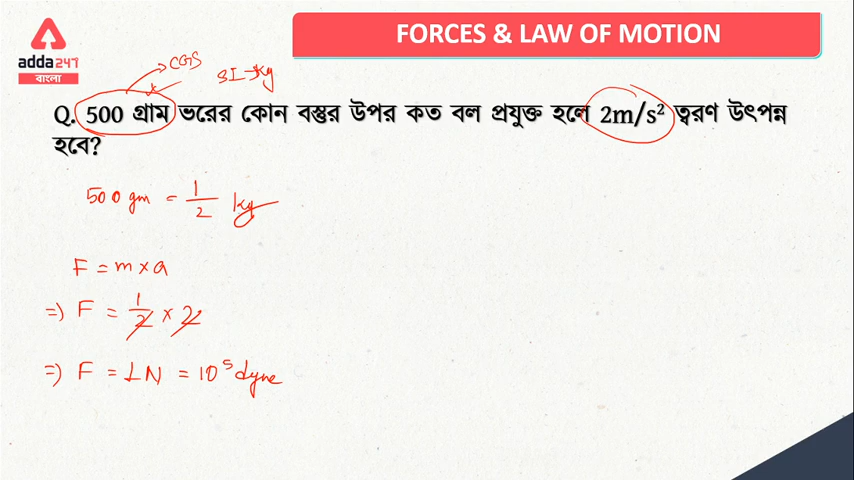 FORCES & LAW OF MOTION
adda247
বাংলা
CGS
SI→Kg
Q. 500 গ্রাম ভরের কোন বস্তুর উপর কত বল প্রযুক্ত হলে 2m/s² ত্বরণ উৎপন্ন
হবে?
500 gm = 1/2 kg
F = m × a
⇒ F = 1/2 × 2
⇒ F = 1 N = 10⁵ dyne